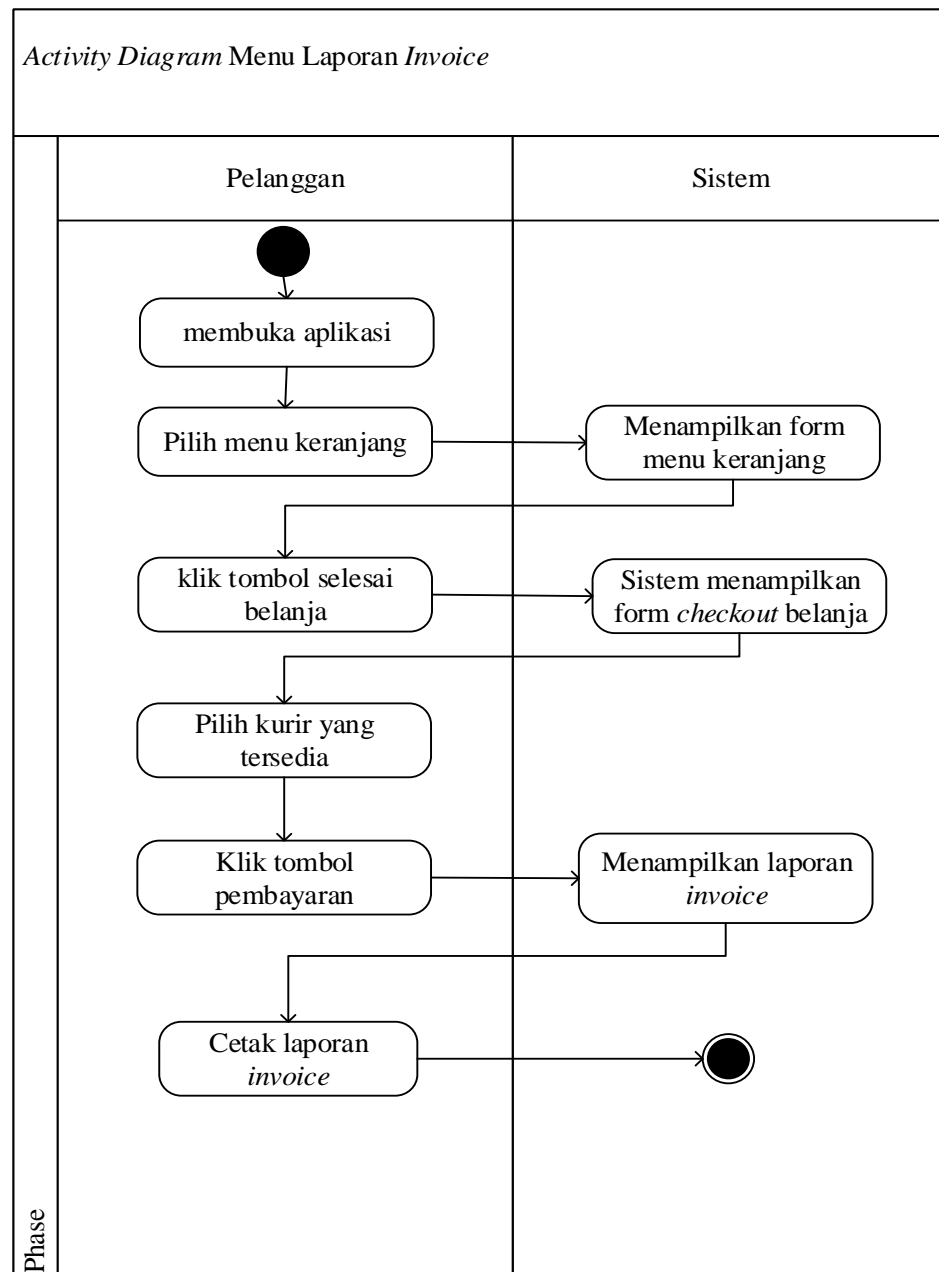 Activity Diagram Menu Laporan Invoice
Pelanggan
Sistem
membuka aplikasi
Pilih menu keranjang
Menampilkan form
menu keranjang
klik tombol selesai
belanja
Sistem menampilkan
form checkout belanja
Pilih kurir yang
tersedia
Klik tombol
pembayaran
Menampilkan laporan
invoice
Cetak laporan
invoice
Phase